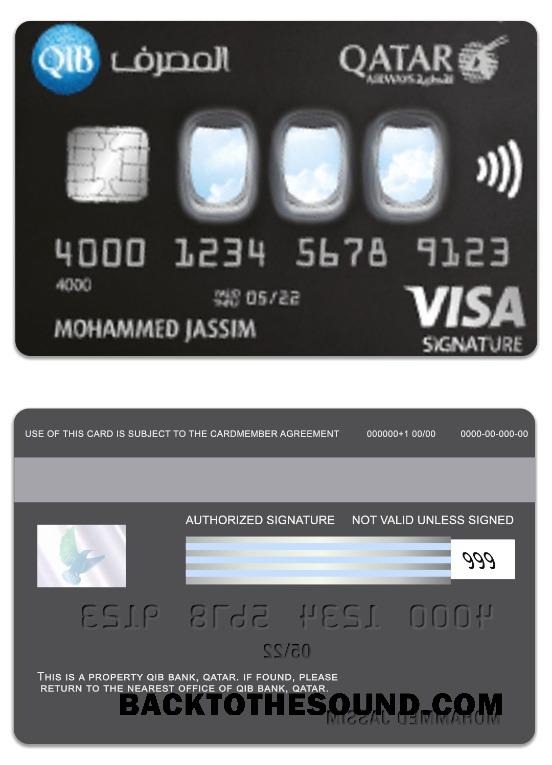 QIB المصرف
QATAR
AIRWAYS القطرية
4000 1234 5678 9123
4000
VALID THRU 05/22
MOHAMMED JASSIM
VISA
SIGNATURE
USE OF THIS CARD IS SUBJECT TO THE CARDMEMBER AGREEMENT 000000+1 00/00 0000-00-000-00
AUTHORIZED SIGNATURE NOT VALID UNLESS SIGNED
999
4000 1234 5678 9123
05/22
THIS IS A PROPERTY QIB BANK, QATAR. IF FOUND, PLEASE
RETURN TO THE NEAREST OFFICE OF QIB BANK, QATAR.
BACKTOTHESOUND.COM
MOHAMMED JASSIM